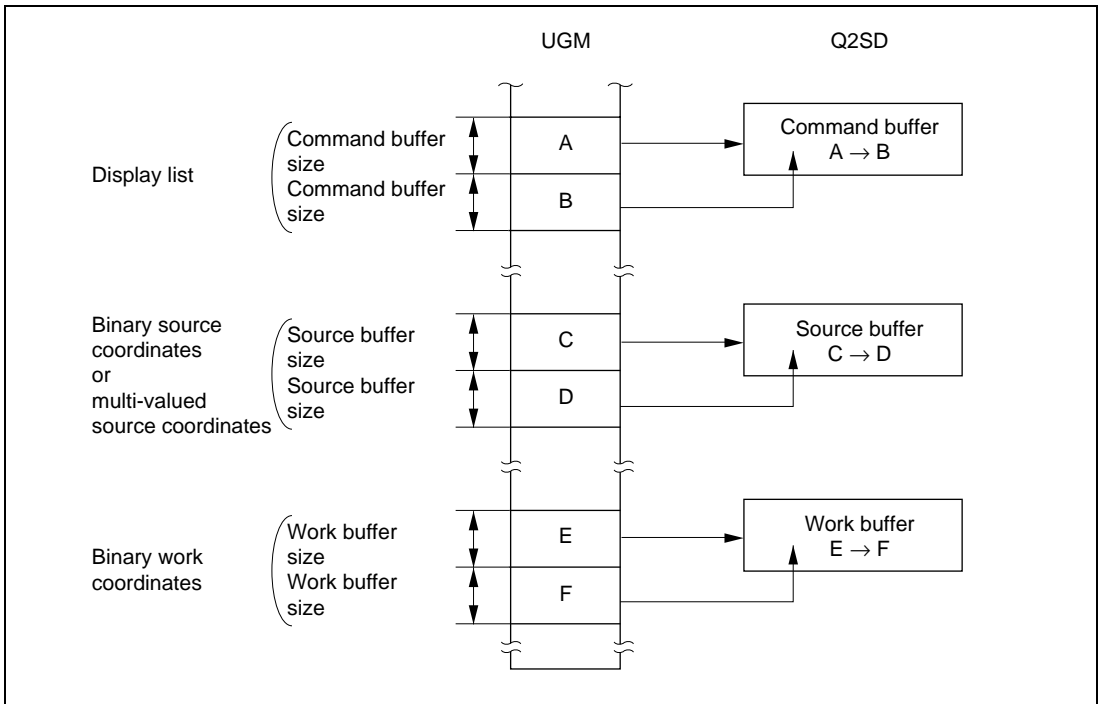 UGM
Q2SD
Display list
Command buffer
size
Command buffer
size
A
B
Command buffer
A → B
Binary source
coordinates
or
multi-valued
source coordinates
Source buffer
size
Source buffer
size
C
D
Source buffer
C → D
Binary work
coordinates
Work buffer
size
Work buffer
size
E
F
Work buffer
E → F